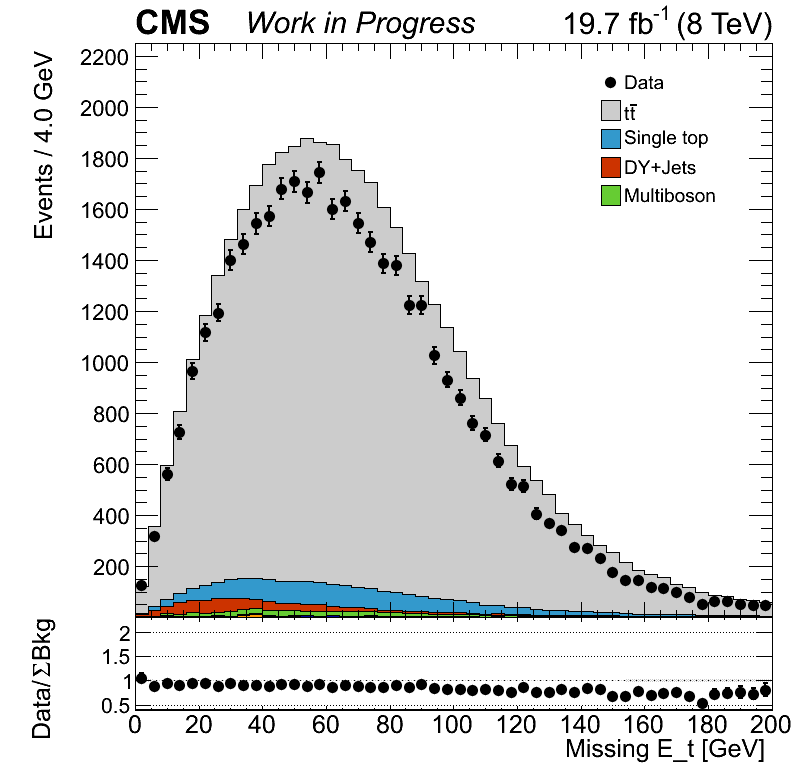 CMS Work in Progress 19.7 fb⁻¹ (8 TeV)
Events / 4.0 GeV
2200
2000
1800
1600
1400
1200
1000
800
600
400
200
Data
tt̄
Single top
DY+Jets
Multiboson
Data/ΣBkg
2
1.5
1
0.5
0 20 40 60 80 100 120 140 160 180 200
Missing E_t [GeV]